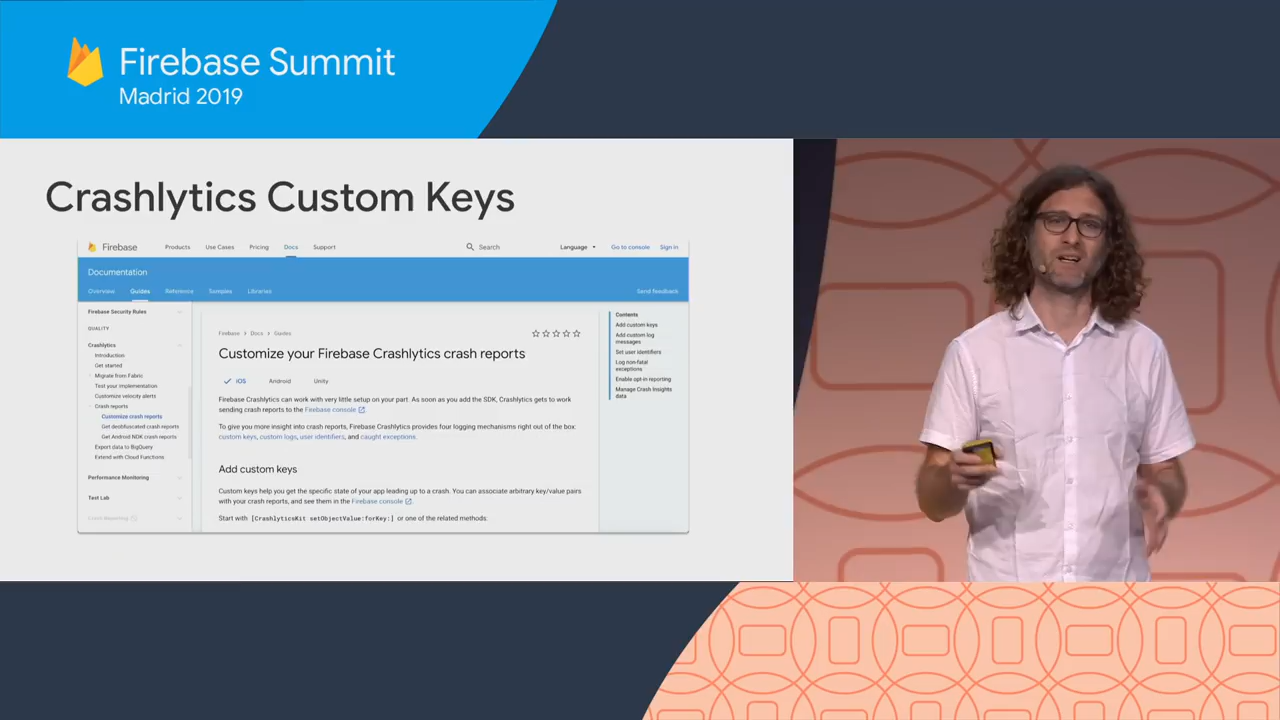 Firebase Summit
Madrid 2019
Crashlytics Custom Keys
Firebase
Products
Use Cases
Pricing
Docs
Support
Search
Language
Go to console
Sign in
Documentation
Overview
Guides
Reference
Samples
Libraries
Send feedback
Firebase Security Rules
QUALITY
Crashlytics
Introduction
Get started
Migrate from Fabric
Test your implementation
Customize velocity alerts
Crash reports
Customize crash reports
Get deobfuscated crash reports
Get Android NDK crash reports
Export data to BigQuery
Extend with Cloud Functions
Performance Monitoring
Test Lab
Firebase > Docs > Guides
Customize your Firebase Crashlytics crash reports
iOS
Android
Unity
Firebase Crashlytics can work with very little setup on your part. As soon as you add the SDK, Crashlytics gets to work
sending crash reports to the Firebase console.
To give you more insight into crash reports, Firebase Crashlytics provides four logging mechanisms right out of the box:
custom keys, custom logs, user identifiers, and caught exceptions.
Add custom keys
Custom keys help you get the specific state of your app leading up to a crash. You can associate arbitrary key/value pairs
with your crash reports, and see them in the Firebase console.
Start with [CrashlyticsKit setObjectValue:forKey:] or one of the related methods:
Contents
Add custom keys
Add custom log
messages
Set user identifiers
Log non-fatal
exceptions
Enable opt-in reporting
Manage Crash Insights
data